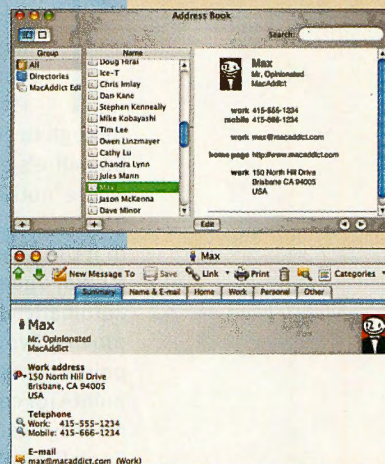 Address Book
Search:
Group
Name
All
Directories
MacAddict Edi
Doug Hirai
Ice-T
Chris Imlay
Dan Kane
Stephen Kenneally
Mike Kobayashi
Tim Lee
Owen Linzmayer
Cathy Lu
Chandra Lynn
Jules Mann
Max
Jason McKenna
Dave Minor
Max
Mr. Opinionated
MacAddict
work 415-555-1234
mobile 415-666-1234
work max@macaddict.com
home page http://www.macaddict.com
work 150 North Hill Drive
Brisbane CA 94005
USA
Edit
Max
New Message To Save Link Print Categories
Summary Name & E-mail Home Work Personal Other
Max
Mr. Opinionated
MacAddict
Work address
150 North Hill Drive
Brisbane, CA 94005
USA
Telephone
Work: 415-555-1234
Mobile: 415-666-1234
E-mail
max@macaddict.com (Work)